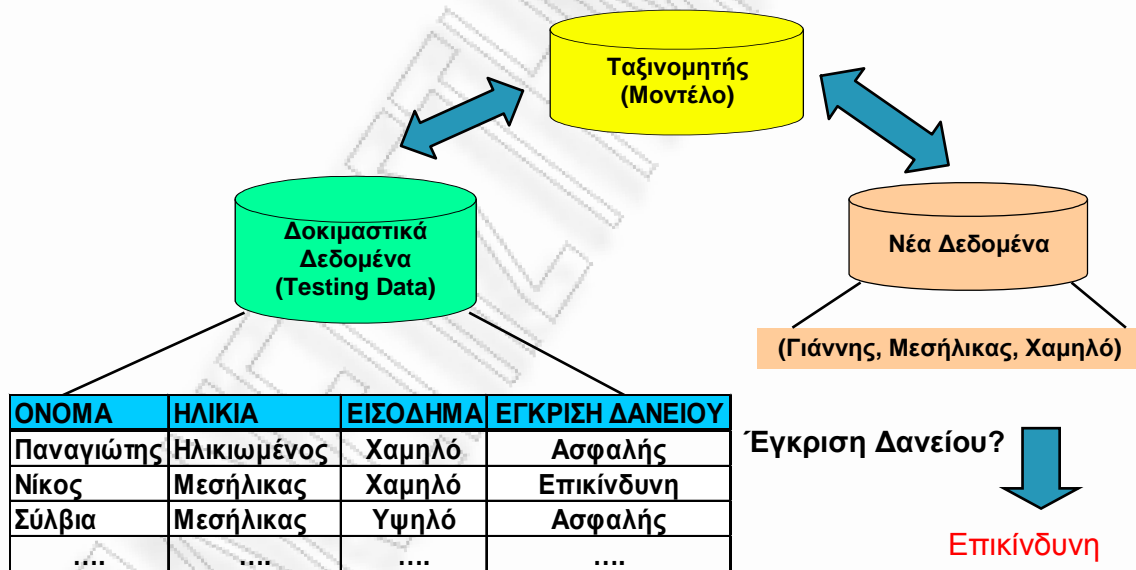 Ταξινομητής
(Μοντέλο)
Δοκιμαστικά
Δεδομένα
(Testing Data)
Νέα Δεδομένα
(Γιάννης, Μεσήλικας, Χαμηλό)
ΟΝΟΜΑ ΗΛΙΚΙΑ ΕΙΣΟΔΗΜΑ ΕΓΚΡΙΣΗ ΔΑΝΕΙΟΥ
Παναγιώτης Ηλικιωμένος Χαμηλό Ασφαλής
Νίκος Μεσήλικας Χαμηλό Επικίνδυνη
Σύλβια Μεσήλικας Υψηλό Ασφαλής
.... .... .... ....
Έγκριση Δανείου?
Επικίνδυνη